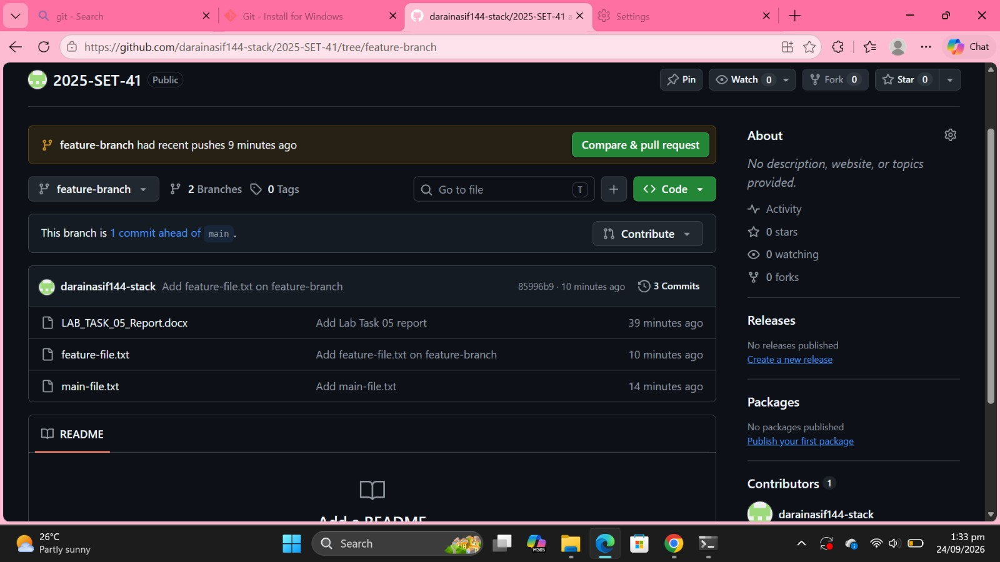 git - Search
Git - Install for Windows
darainasif144-stack/2025-SET-41 a
Settings
https://github.com/darainasif144-stack/2025-SET-41/tree/feature-branch
Chat
2025-SET-41 Public
Pin
Watch 0
Fork 0
Star 0
feature-branch had recent pushes 9 minutes ago
Compare & pull request
feature-branch
2 Branches
0 Tags
Go to file
T
Code
This branch is 1 commit ahead of main .
Contribute
darainasif144-stack Add feature-file.txt on feature-branch
85996b9 · 10 minutes ago
3 Commits
LAB_TASK_05_Report.docx Add Lab Task 05 report 39 minutes ago
feature-file.txt Add feature-file.txt on feature-branch 10 minutes ago
main-file.txt Add main-file.txt 14 minutes ago
README
Add a README
About
No description, website, or topics
provided.
Activity
0 stars
0 watching
0 forks
Releases
No releases published
Create a new release
Packages
No packages published
Publish your first package
Contributors 1
darainasif144-stack
26°C
Partly sunny
Search
M365
1:33 pm
24/09/2026